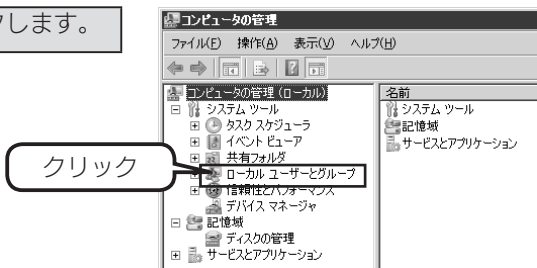 クします。
コンピュータの管理
ファイル(F) 操作(A) 表示(V) ヘルプ(H)
コンピュータの管理 (ローカル)
システム ツール
タスク スケジューラ
イベント ビューア
共有フォルダ
ローカル ユーザーとグループ
信頼性とパフォーマンス
デバイス マネージャ
記憶域
ディスクの管理
サービスとアプリケーション
名前
システム ツール
記憶域
サービスとアプリケーション
クリック